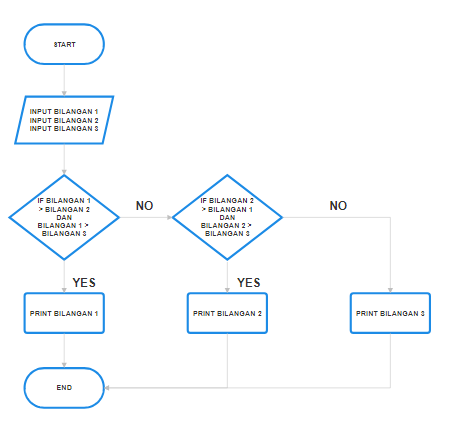 START
INPUT BILANGAN 1
INPUT BILANGAN 2
INPUT BILANGAN 3
IF BILANGAN 1
> BILANGAN 2
DAN
BILANGAN 1 >
BILANGAN 3
NO
IF BILANGAN 2
> BILANGAN 1
DAN
BILANGAN 2 >
BILANGAN 3
NO
YES
YES
PRINT BILANGAN 1
PRINT BILANGAN 2
PRINT BILANGAN 3
END